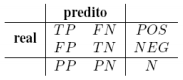 predito
real TP FN POS
FP TN NEG
PP PN N